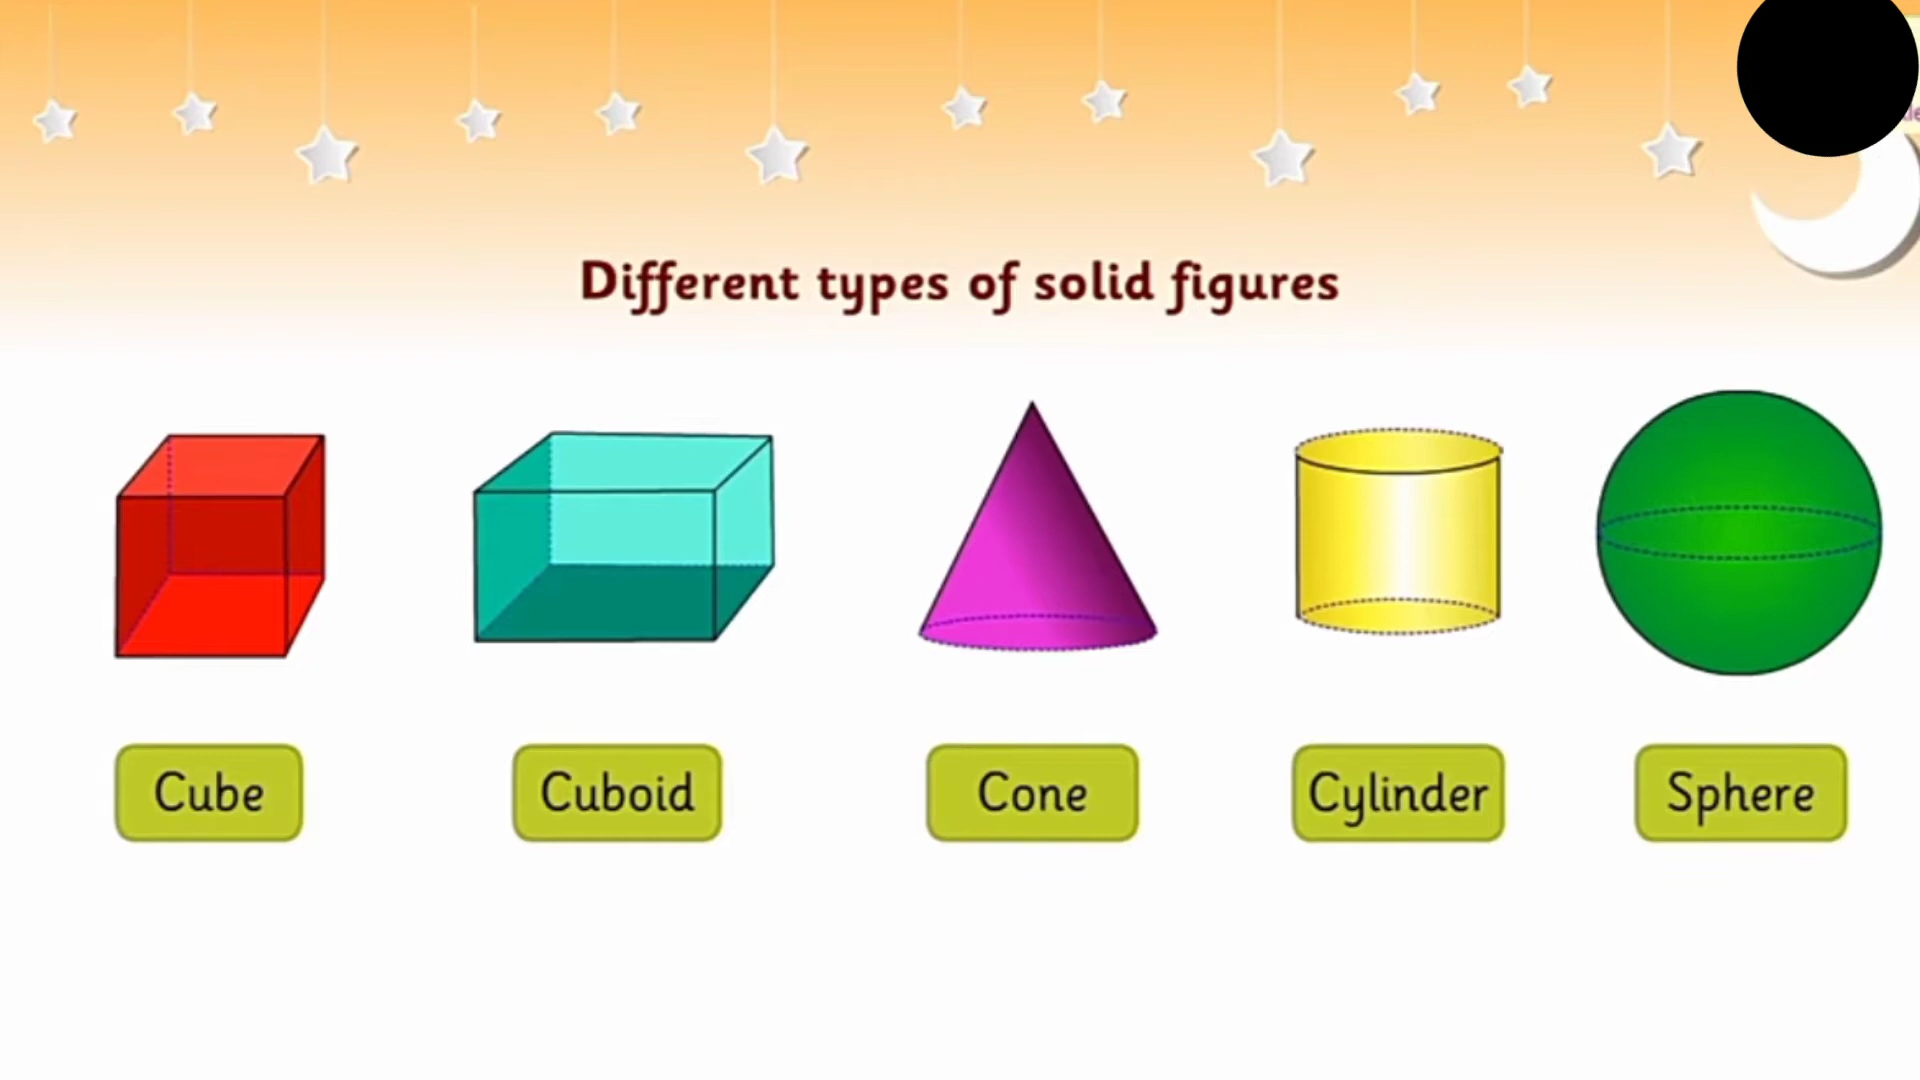 Different types of solid figures
Cube
Cuboid
Cone
Cylinder
Sphere